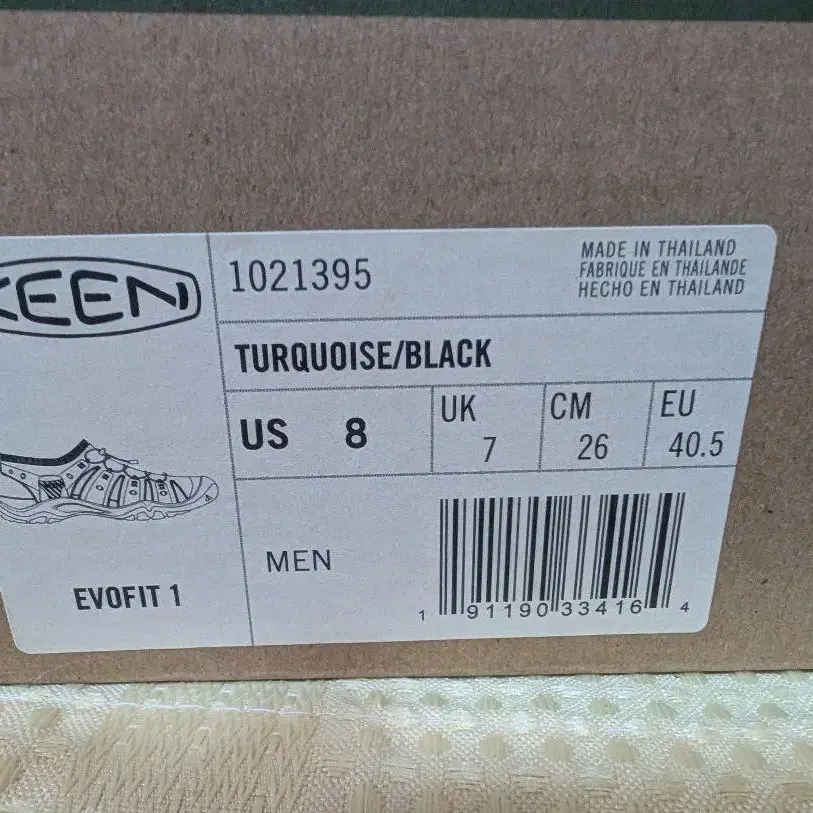 KEEN
1021395
MADE IN THAILAND
FABRIQUE EN THAILANDE
HECHO EN THAILAND
TURQUOISE/BLACK
US 8
UK 7
CM 26
EU 40.5
EVOFIT 1
MEN
1 91190 33416 4